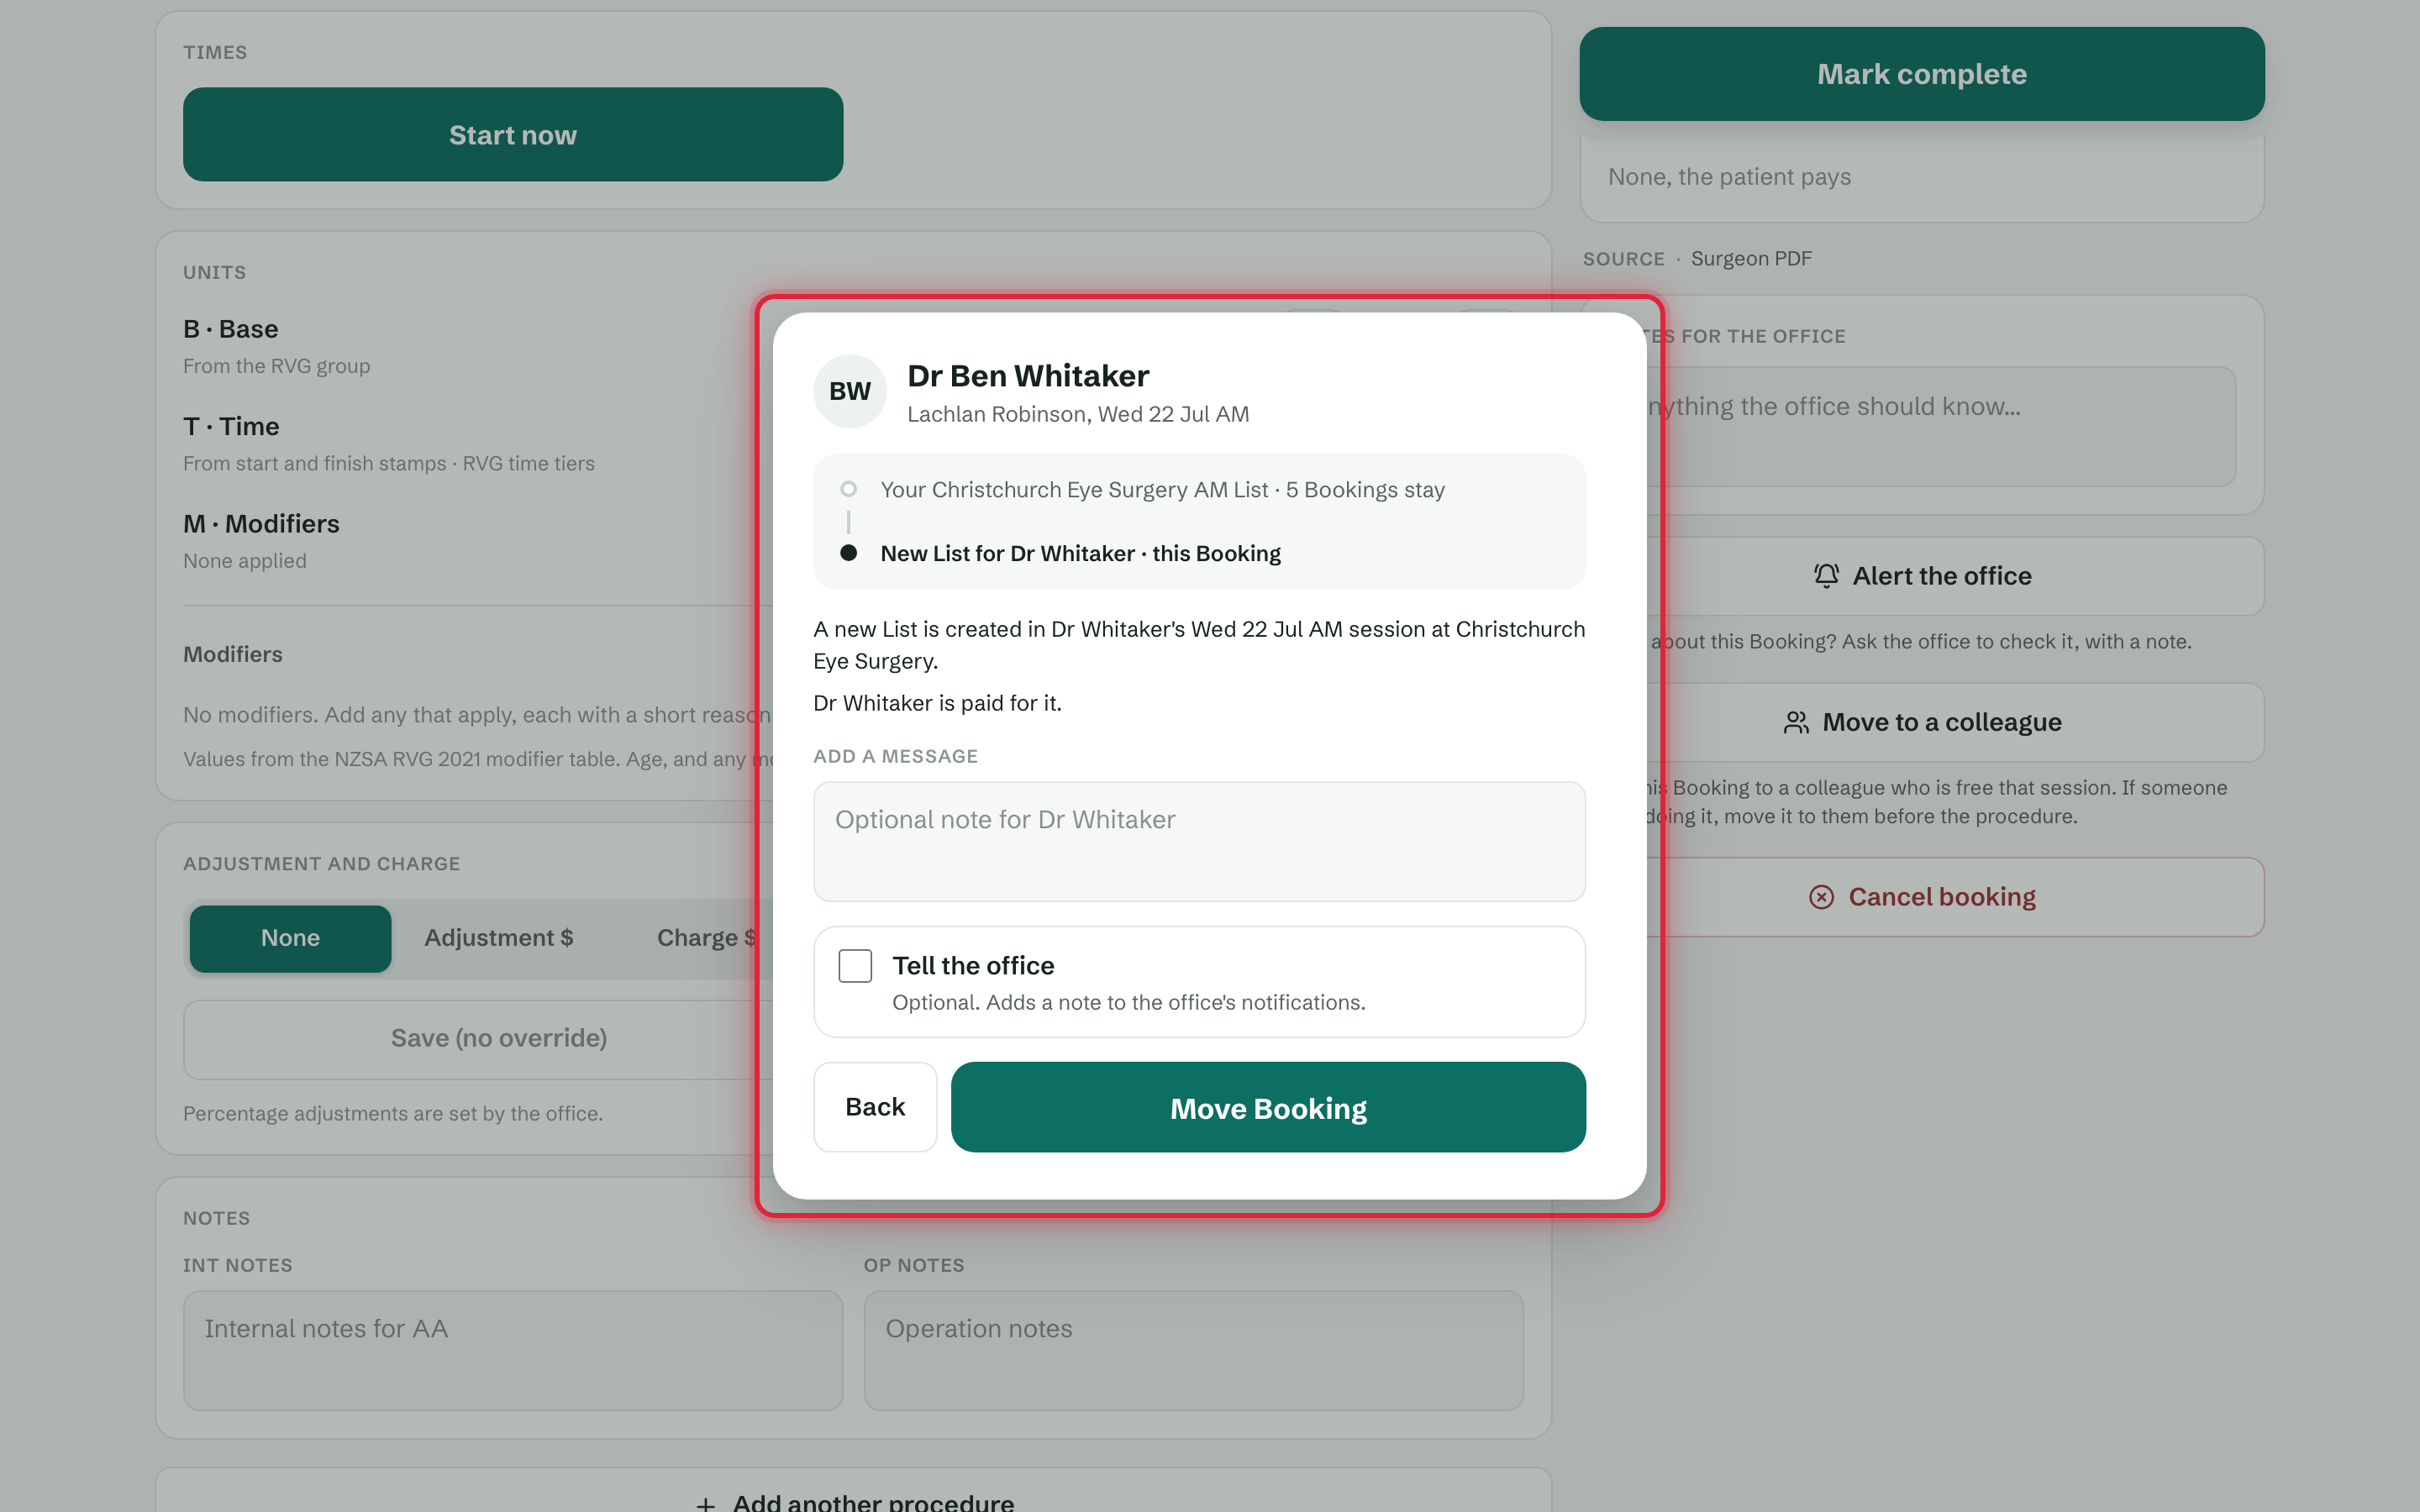 TIMES
Start now
Mark complete
None, the patient pays
SOURCE · Surgeon PDF
UNITS
B · Base
From the RVG group
T · Time
From start and finish stamps · RVG time tiers
M · Modifiers
None applied
Modifiers
No modifiers. Add any that apply, each with a short reason
Values from the NZSA RVG 2021 modifier table. Age, and any
ADJUSTMENT AND CHARGE
None
Adjustment $
Charge $
Save (no override)
Percentage adjustments are set by the office.
NOTES
INT NOTES
Internal notes for AA
OP NOTES
Operation notes
+ Add another procedure
BW
Dr Ben Whitaker
Lachlan Robinson, Wed 22 Jul AM
Your Christchurch Eye Surgery AM List · 5 Bookings stay
New List for Dr Whitaker · this Booking
A new List is created in Dr Whitaker's Wed 22 Jul AM session at Christchurch
Eye Surgery.
Dr Whitaker is paid for it.
ADD A MESSAGE
Optional note for Dr Whitaker
Tell the office
Optional. Adds a note to the office's notifications.
Back
Move Booking
FOR THE OFFICE
the office should know...
Alert the office
about this Booking? Ask the office to check it, with a note.
Move to a colleague
Booking to a colleague who is free that session. If someone
doing it, move it to them before the procedure.
Cancel booking